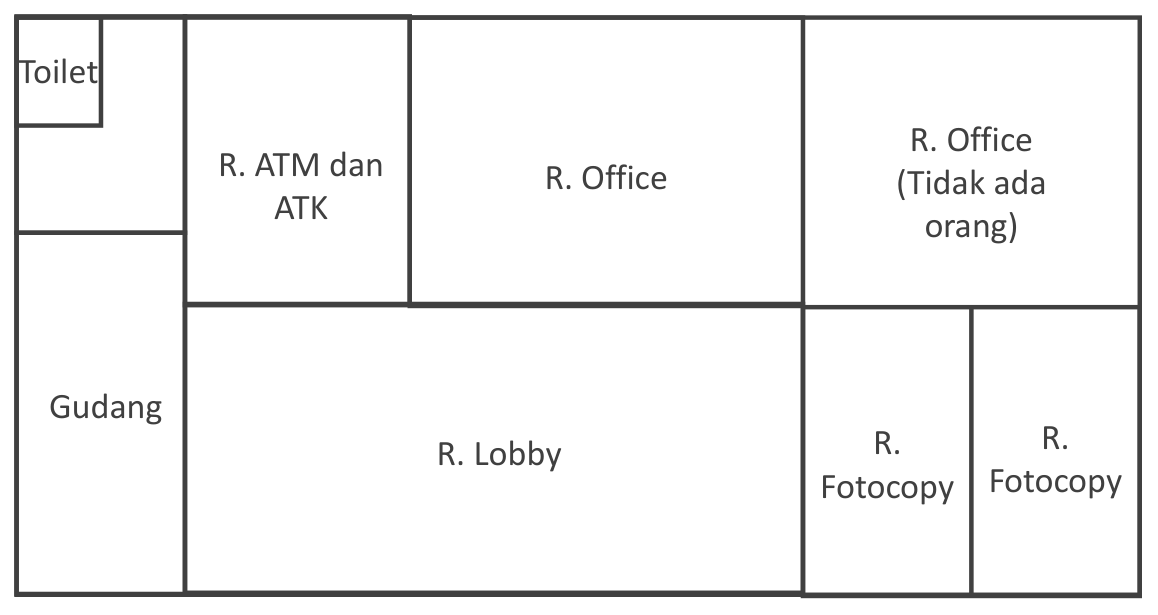 Toilet
R. ATM dan
ATK
R. Office
R. Office
(Tidak ada
orang)
Gudang
R. Lobby
R.
Fotocopy
R.
Fotocopy